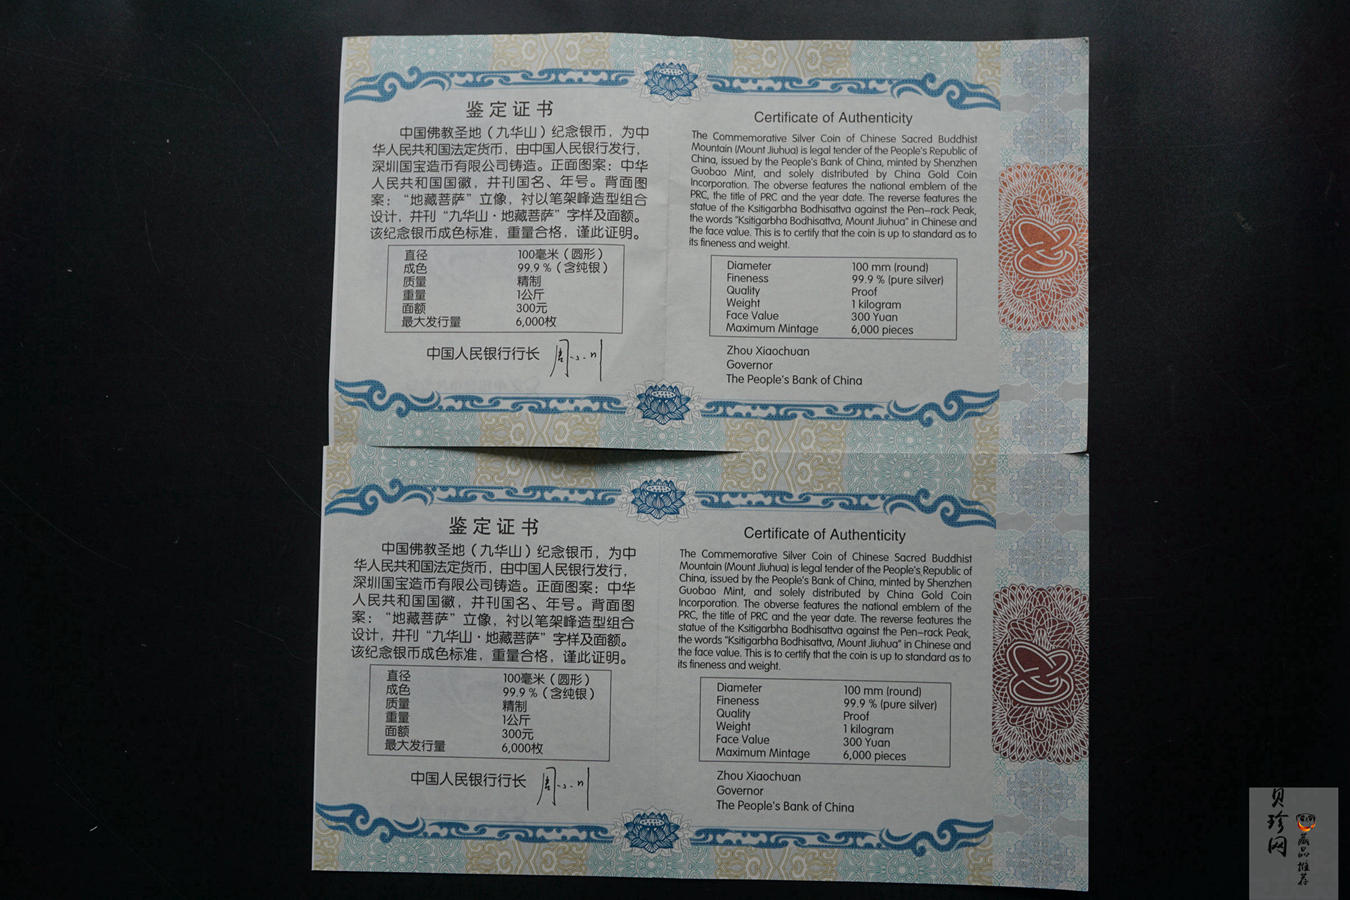 鉴定证书
中国佛教圣地（九华山）纪念银币，为中
华人民共和国法定货币，由中国人民银行发行，
深圳国宝造币有限公司铸造。正面图案：中华
人民共和国国徽，并刊国名、年号。背面图
案：“地藏菩萨”立像，衬以笔架峰造型组合
设计，并刊“九华山·地藏菩萨”字样及面额。
该纪念银币成色标准，重量合格，谨此证明。
直径 100毫米（圆形）
成色 99.9％（含纯银）
质量 精制
重量 1公斤
面额 300元
最大发行量 6,000枚
中国人民银行行长 周小川
Certificate of Authenticity
The Commemorative Silver Coin of Chinese Sacred Buddhist
Mountain (Mount Jiuhua) is legal tender of the People's Republic of
China, issued by the People's Bank of China, minted by Shenzhen
Guobao Mint, and solely distributed by China Gold Coin
Incorporation. The obverse features the national emblem of the
PRC, the title of PRC and the year date. The reverse features the
statue of the Ksitigarbha Bodhisattva against the Pen-rack Peak,
the words "Ksitigarbha Bodhisattva, Mount Jiuhua" in Chinese and
the face value. This is to certify that the coin is up to standard as to
its fineness and weight.
Diameter 100 mm (round)
Fineness 99.9 % (pure silver)
Quality Proof
Weight 1 kilogram
Face Value 300 Yuan
Maximum Mintage 6,000 pieces
Zhou Xiaochuan
Governor
The People's Bank of China
鉴定证书
中国佛教圣地（九华山）纪念银币，为中
华人民共和国法定货币，由中国人民银行发行，
深圳国宝造币有限公司铸造。正面图案：中华
人民共和国国徽，并刊国名、年号。背面图
案：“地藏菩萨”立像，衬以笔架峰造型组合
设计，并刊“九华山·地藏菩萨”字样及面额。
该纪念银币成色标准，重量合格，谨此证明。
直径 100毫米（圆形）
成色 99.9％（含纯银）
质量 精制
重量 1公斤
面额 300元
最大发行量 6,000枚
中国人民银行行长 周小川
Certificate of Authenticity
The Commemorative Silver Coin of Chinese Sacred Buddhist
Mountain (Mount Jiuhua) is legal tender of the People's Republic of
China, issued by the People's Bank of China, minted by Shenzhen
Guobao Mint, and solely distributed by China Gold Coin
Incorporation. The obverse features the national emblem of the
PRC, the title of PRC and the year date. The reverse features the
statue of the Ksitigarbha Bodhisattva against the Pen-rack Peak,
the words "Ksitigarbha Bodhisattva, Mount Jiuhua" in Chinese and
the face value. This is to certify that the coin is up to standard as to
its fineness and weight.
Diameter 100 mm (round)
Fineness 99.9 % (pure silver)
Quality Proof
Weight 1 kilogram
Face Value 300 Yuan
Maximum Mintage 6,000 pieces
Zhou Xiaochuan
Governor
The People's Bank of China
贝珍网
藏品推荐